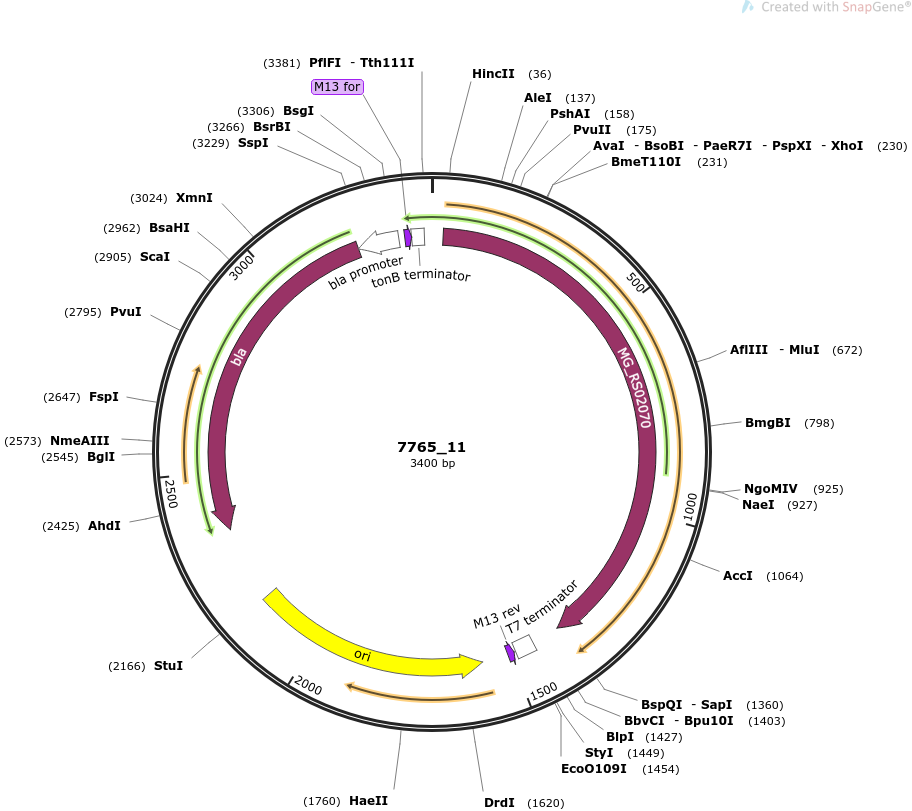 Created with SnapGene®
(3381) PflFI - Tth111I
M13 for
(3306) BsgI
(3266) BsrBI
(3229) SspI
(3024) XmnI
(2962) BsaHI
(2905) ScaI
(2795) PvuI
(2647) FspI
(2573) NmeAIII
(2545) BglI
(2425) AhdI
(2166) StuI
(1760) HaeII
HincII (36)
AleI (137)
PshAI (158)
PvuII (175)
AvaI - BsoBI - PaeR7I - PspXI - XhoI (230)
BmeT110I (231)
AflIII - MluI (672)
BmgBI (798)
NgoMIV (925)
NaeI (927)
AccI (1064)
BspQI - SapI (1360)
BbvCI - Bpu10I (1403)
BlpI (1427)
StyI (1449)
EcoO109I (1454)
DrdI (1620)
500
1000
1500
2000
2500
3000
bla promoter
tonB terminator
bla
MG_RS02070
7765_11
3400 bp
M13 rev
T7 terminator
ori